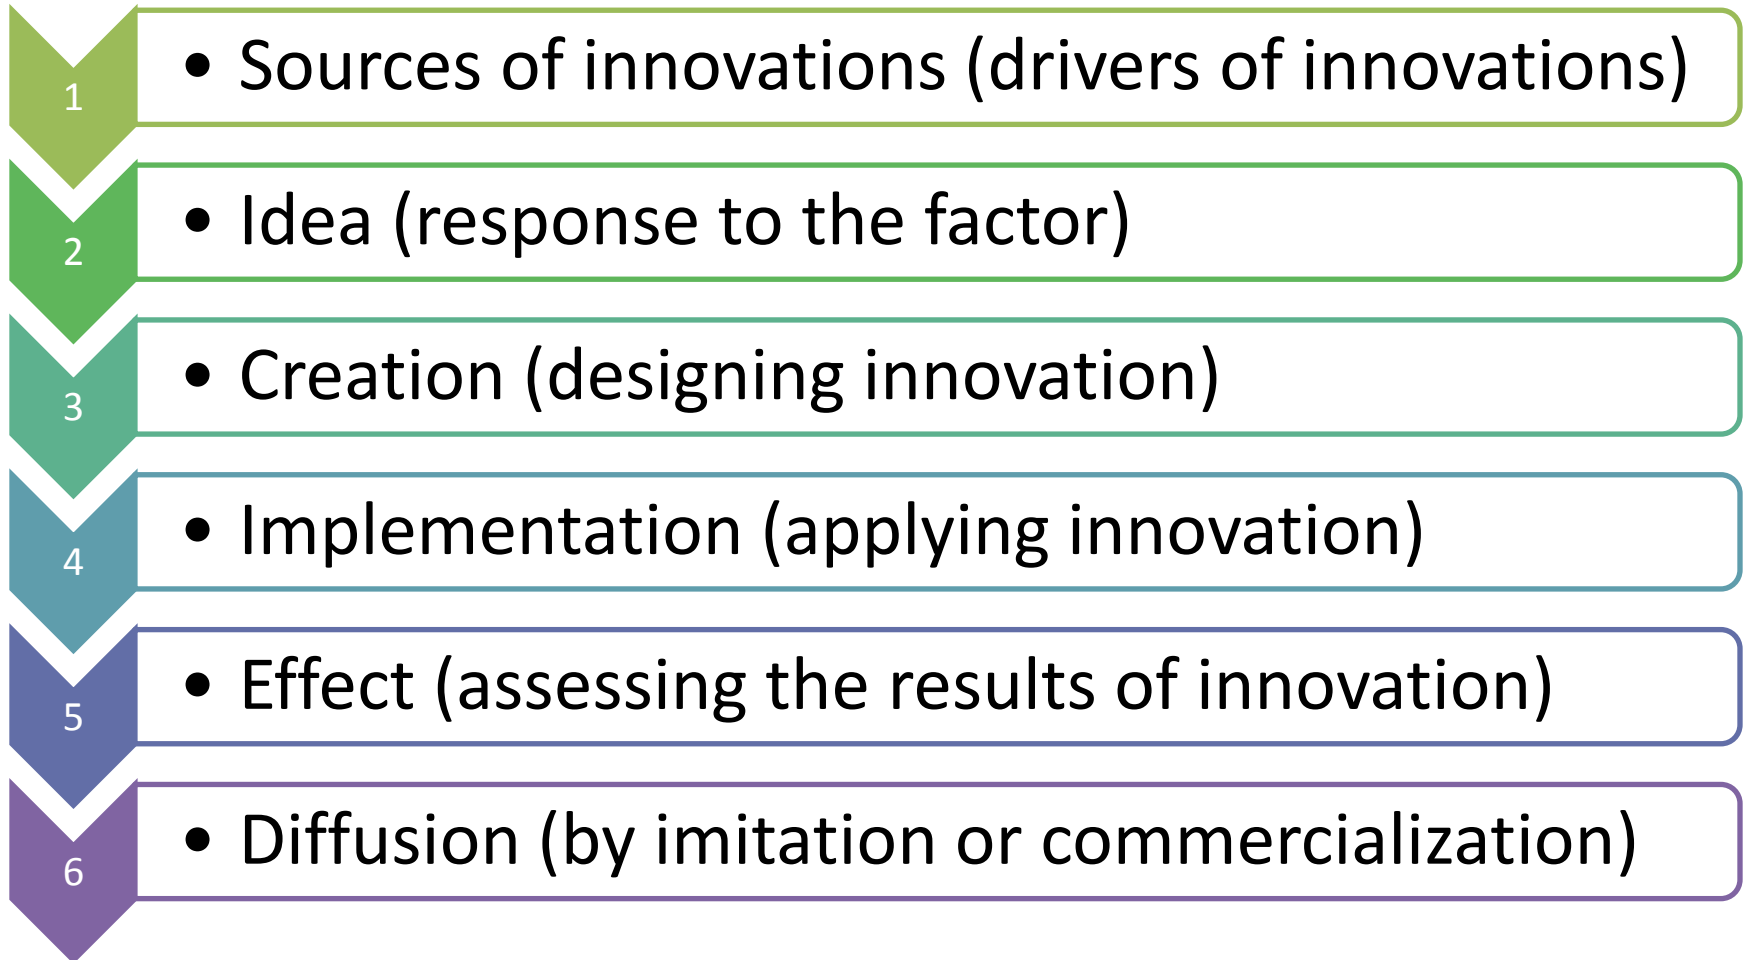 1
• Sources of innovations (drivers of innovations)
2
• Idea (response to the factor)
3
• Creation (designing innovation)
4
• Implementation (applying innovation)
5
• Effect (assessing the results of innovation)
6
• Diffusion (by imitation or commercialization)